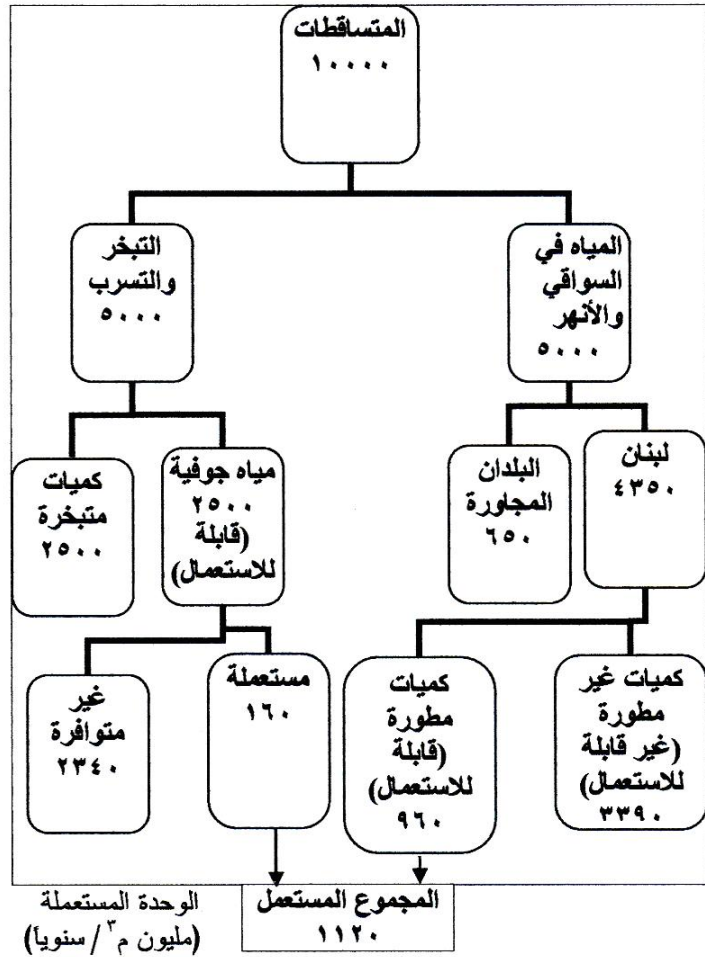 المتساقطات
١٠٠٠٠
المياه في
السواقي
والأنهر
٥٠٠٠
التبخر
والتسرب
٥٠٠٠
لبنان
٤٣٥٠
البلدان
المجاورة
٦٥٠
مياه جوفية
٢٥٠٠
(قابلة
للاستعمال)
كميات
متبخرة
٢٥٠٠
كميات غير
مطورة
(غير قابلة
للاستعمال)
٣٣٩٠
كميات
مطورة
(قابلة
للاستعمال)
٩٦٠
مستعملة
١٦٠
غير
متوافرة
٢٣٤٠
المجموع المستعمل
١١٢٠
الوحدة المستعملة
(مليون م٣ / سنوياً)